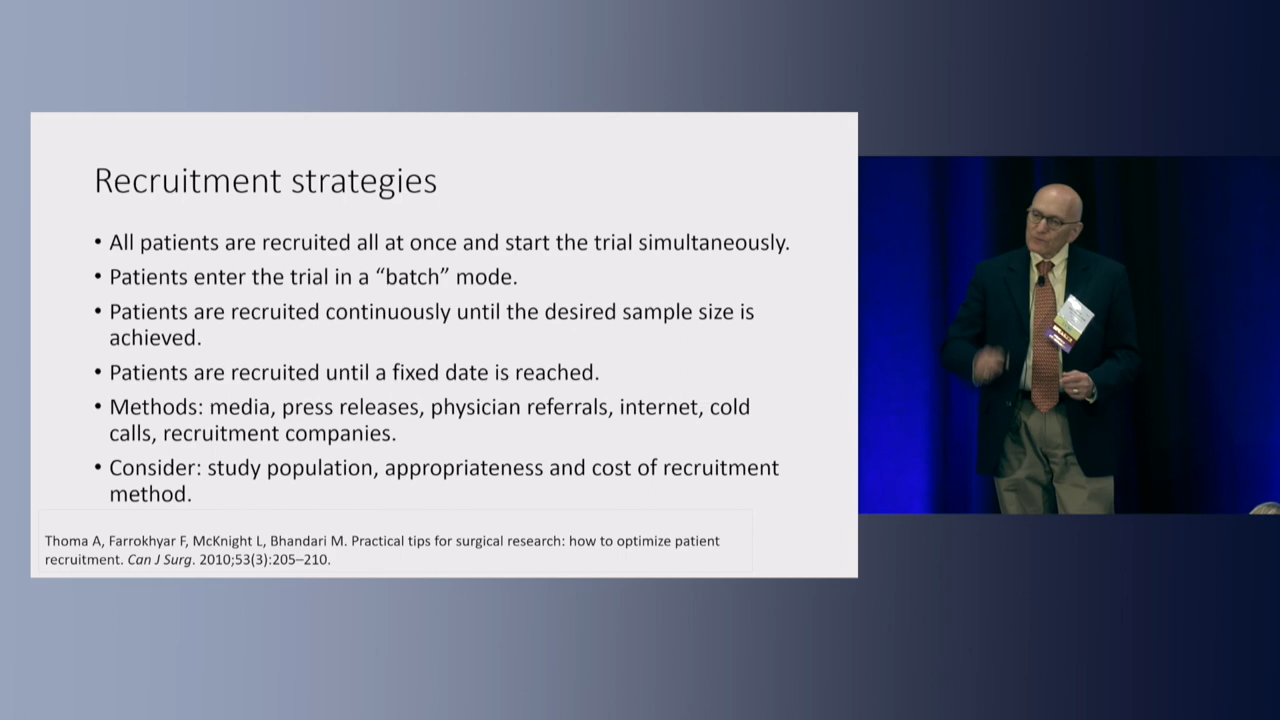 Recruitment strategies
• All patients are recruited all at once and start the trial simultaneously.
• Patients enter the trial in a “batch” mode.
• Patients are recruited continuously until the desired sample size is
achieved.
• Patients are recruited until a fixed date is reached.
• Methods: media, press releases, physician referrals, internet, cold
calls, recruitment companies.
• Consider: study population, appropriateness and cost of recruitment
method.
Thoma A, Farrokhyar F, McKnight L, Bhandari M. Practical tips for surgical research: how to optimize patient
recruitment. Can J Surg. 2010;53(3):205–210.